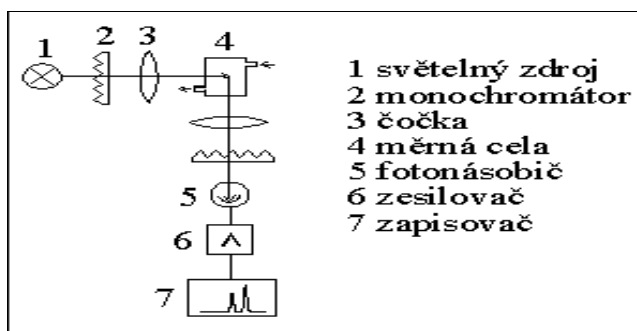 1
2
3
4
5
6
7
1 světelný zdroj
2 monochromátor
3 čočka
4 měrná cela
5 fotonásobič
6 zesilovač
7 zapisovač